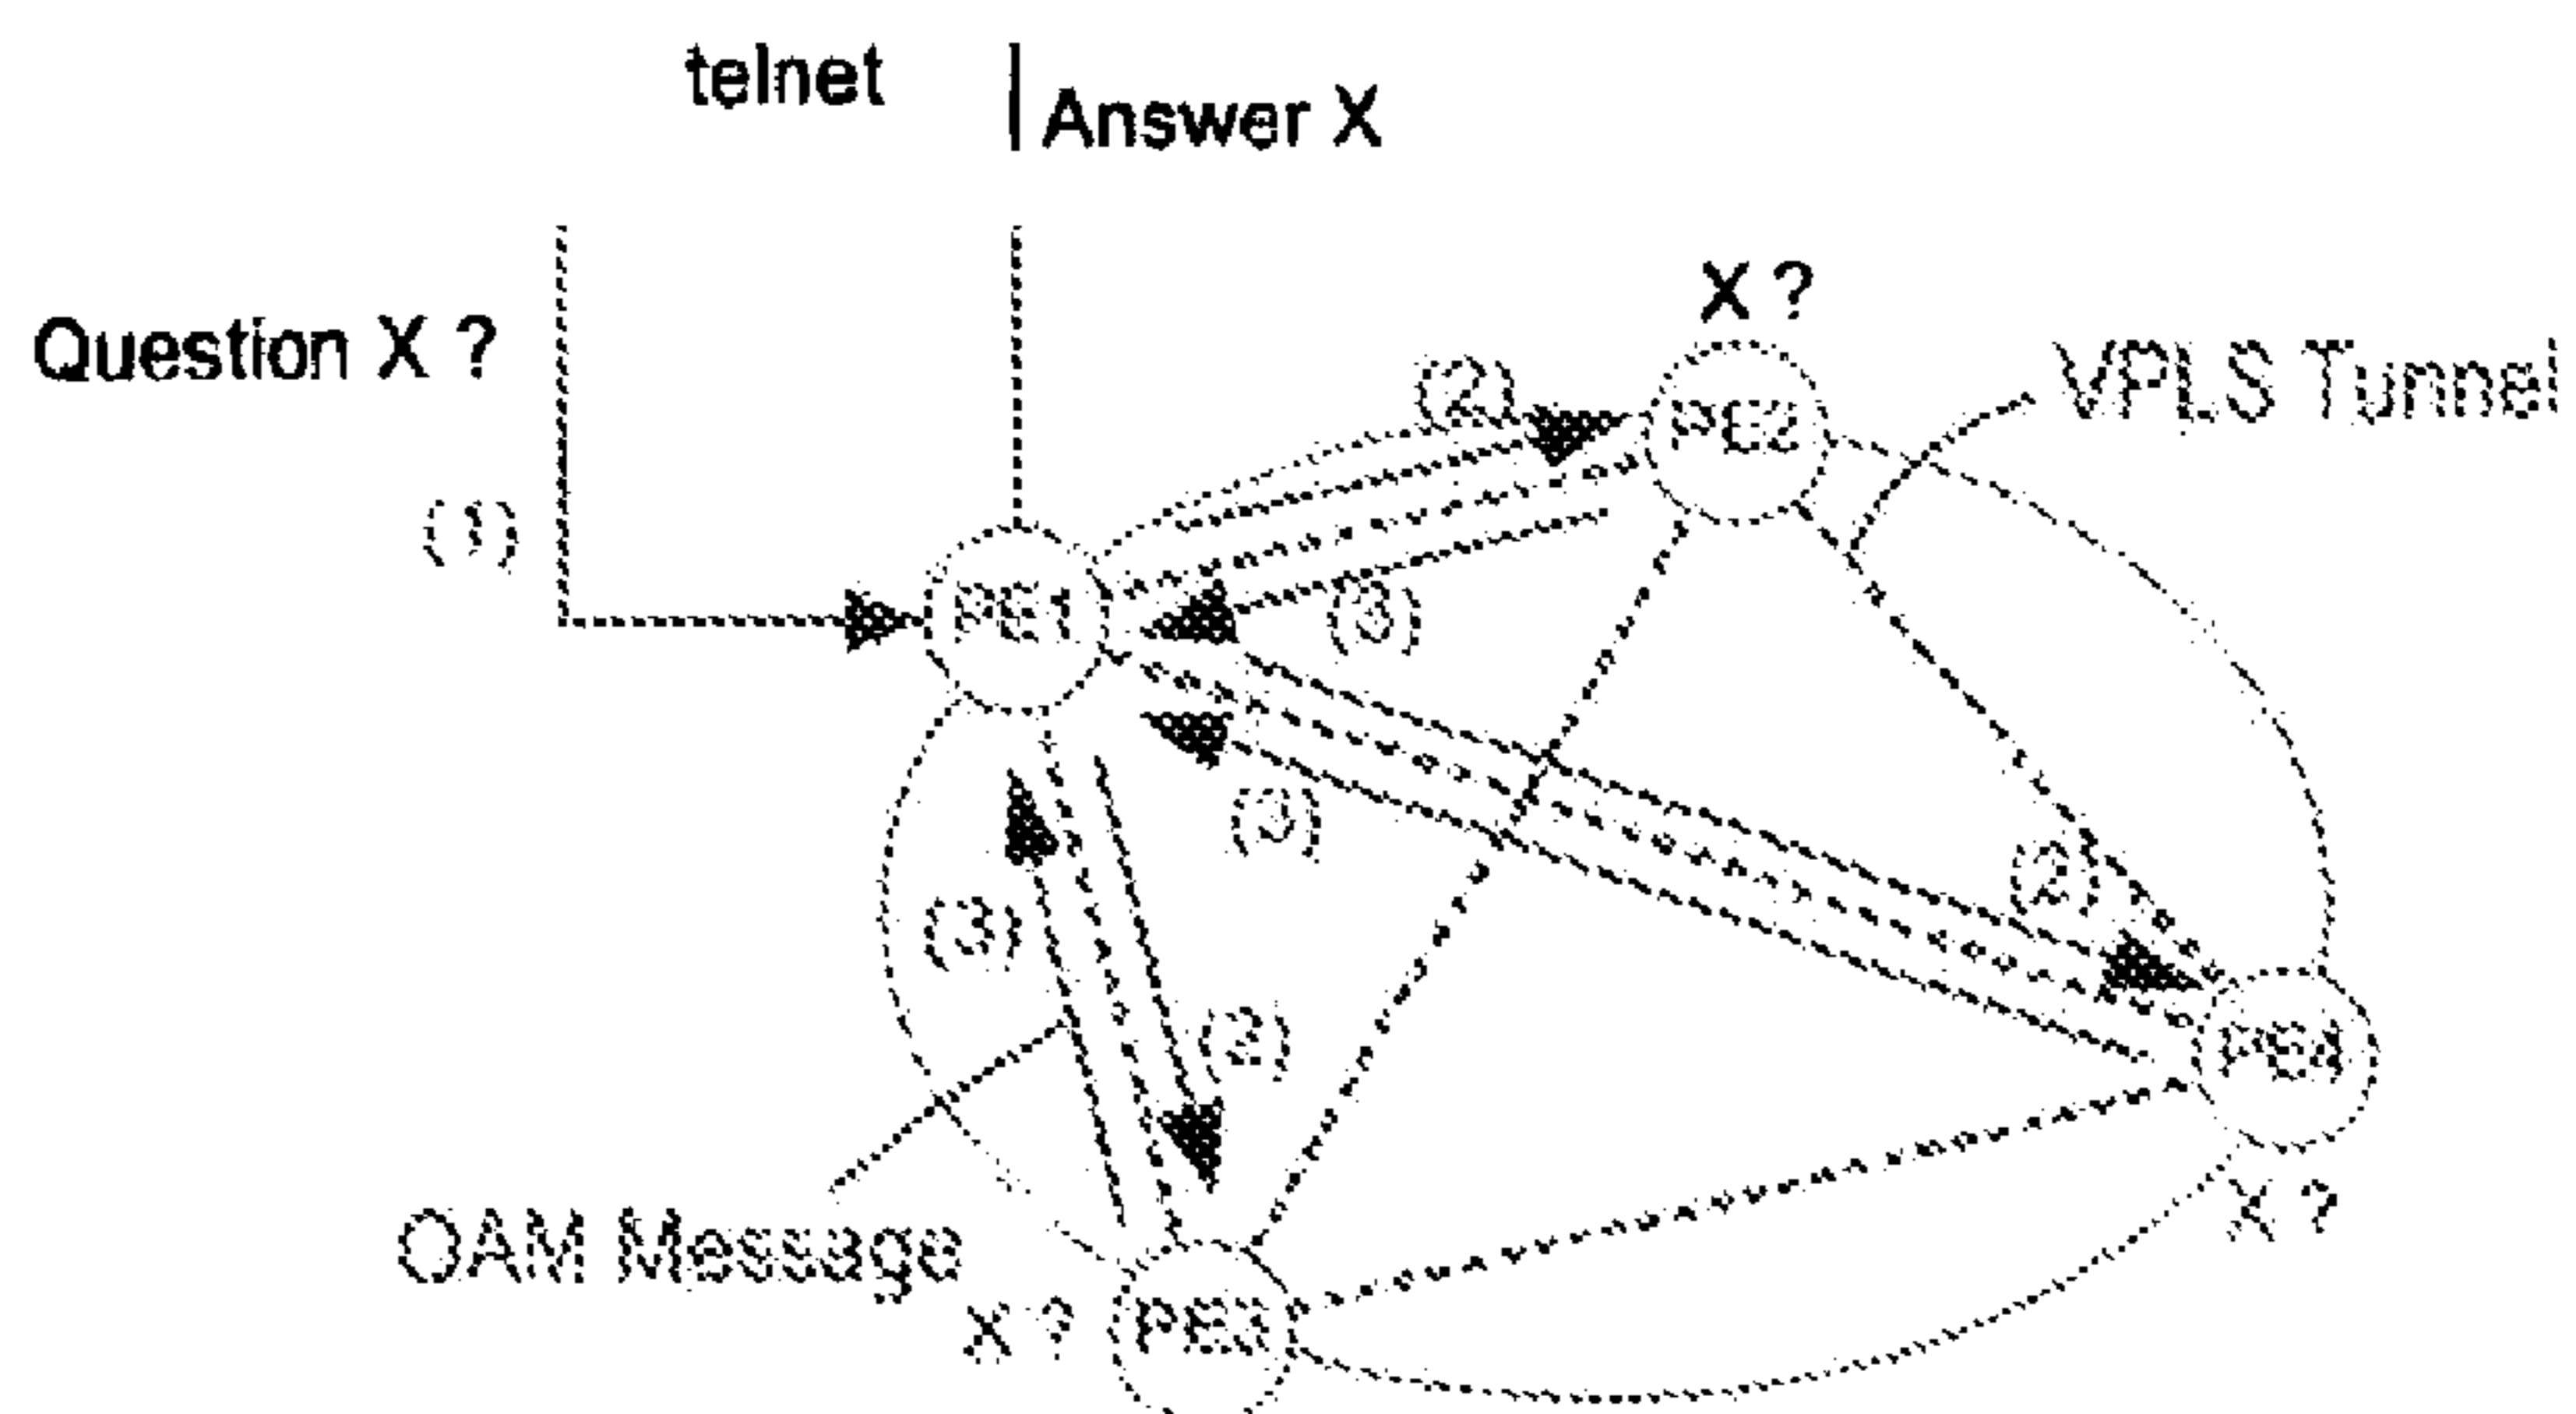 telnet
Answer X
Question X ?
X ?
(2)
PE2
VPLS Tunnel
(1)
PE1
(3)
(3)
(2)
(3)
(2)
PE4
X ?
OAM Message
X ?
PE3